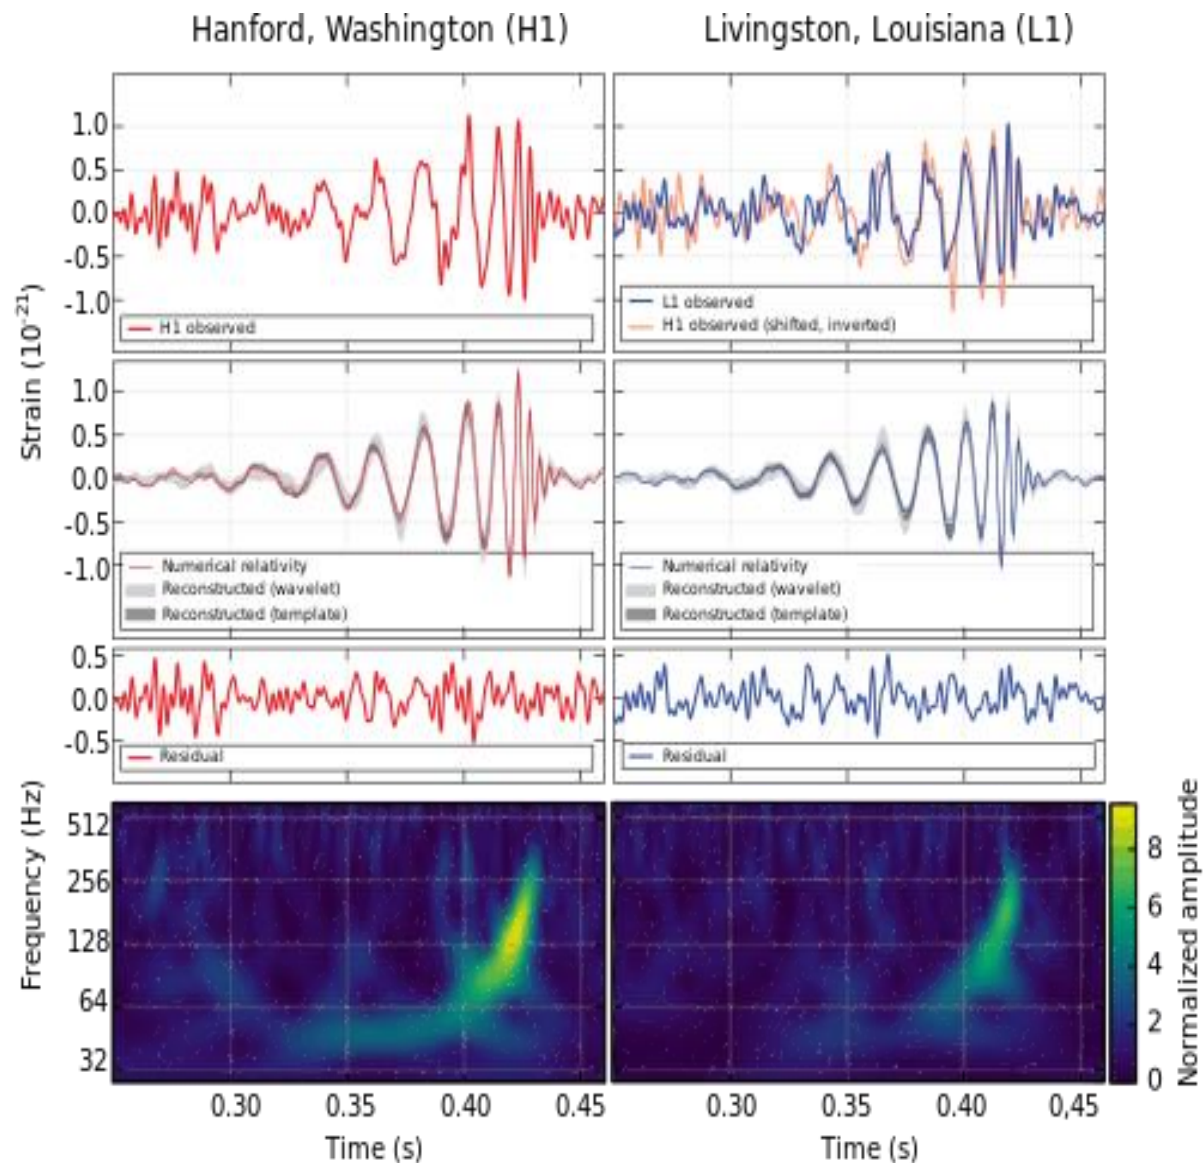 Hanford, Washington (H1)
Livingston, Louisiana (L1)
Strain (10-21)
1.0
0.5
0.0
-0.5
-1.0
H1 observed
L1 observed
H1 observed (shifted, inverted)
1.0
0.5
0.0
-0.5
-1.0
Numerical relativity
Reconstructed (wavelet)
Reconstructed (template)
Numerical relativity
Reconstructed (wavelet)
Reconstructed (template)
0.5
0.0
-0.5
Residual
Residual
Frequency (Hz)
512
256
128
64
32
Normalized amplitude
8
6
4
2
0
0.30 0.35 0.40 0.45
0.30 0.35 0.40 0,45
Time (s)
Time (s)